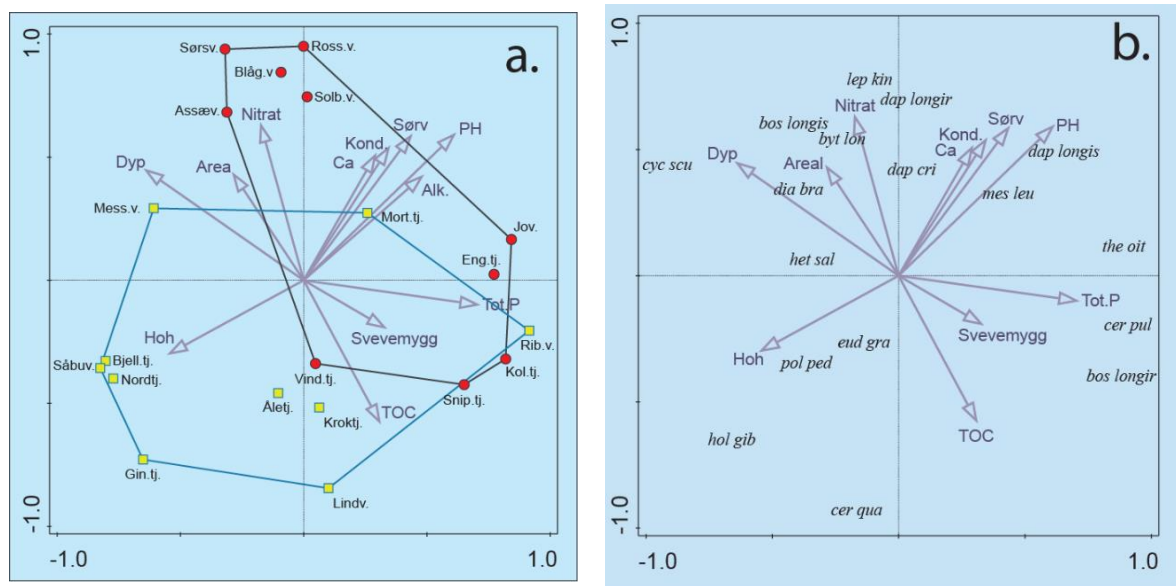 a.
1.0
Sørsv.
Ross.v.
Blåg.v
Solb.v.
Assæv.
Nitrat
Sørv
PH
Kond.
Ca
Dyp
Area
Alk.
Mess.v.
Mort.tj.
Jov.
Eng.tj.
Tot.P
Svevemygg
Hoh
Rib.v.
Såbuv.
Bjell.tj.
Nordtj.
Vind.tj.
Kol.tj.
Snip.tj.
Åletj.
Kroktj.
TOC
Gin.tj.
Lindv.
-1.0
-1.0
1.0
b.
1.0
lep kin
dap longir
Nitrat
bos longis
byt lon
Sørv
PH
Kond.
Ca
dap longis
Dyp
cyc scu
Areal
dap cri
dia bra
mes leu
het sal
the oit
Tot.P
Svevemygg
cer pul
Hoh
eud gra
pol ped
bos longir
TOC
hol gib
cer qua
-1.0
-1.0
1.0